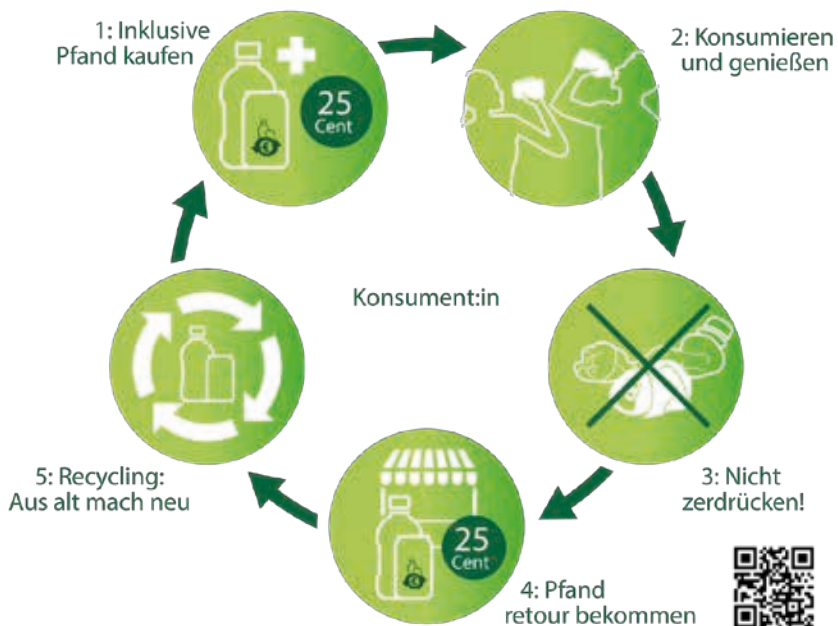 1: Inklusive
Pfand kaufen
25
Cent
2: Konsumieren
und genießen
Konsument:in
3: Nicht
zerdrücken!
25
Cent
4: Pfand
retour bekommen
5: Recycling:
Aus alt mach neu